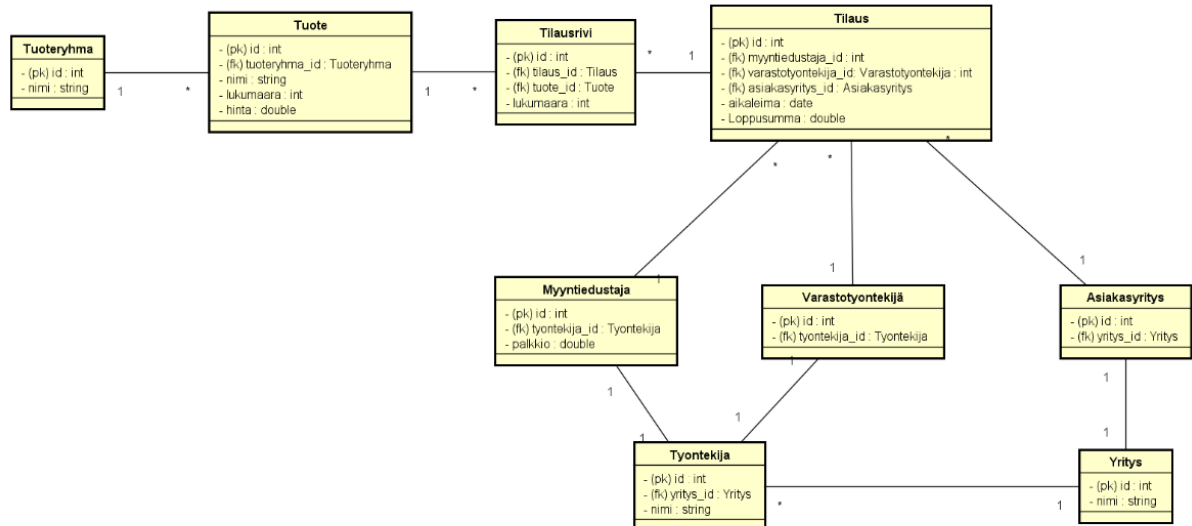 Tuoteryhma
- (pk) id : int
- nimi : string
1
*
Tuote
- (pk) id : int
- (fk) tuoteryhma_id : Tuoteryhma
- nimi : string
- lukumaara : int
- hinta : double
1
*
Tilausrivi
- (pk) id : int
- (fk) tilaus_id : Tilaus
- (fk) tuote_id : Tuote
- lukumaara : int
*
1
Tilaus
- (pk) id : int
- (fk) myyntiedustaja_id : int
- (fk) varastotyontekija_id: Varastotyontekija : int
- (fk) asiakasyritys_id : Asiakasyritys
- aikaleima : date
- Loppusumma : double
*
*
*
1
1
1
Myyntiedustaja
- (pk) id : int
- (fk) tyontekija_id : Tyontekija
- palkkio : double
Varastotyontekijä
- (pk) id : int
- (fk) tyontekija_id : Tyontekija
Asiakasyritys
- (pk) id : int
- (fk) yritys_id : Yritys
1
1
1
1
1
1
Tyontekija
- (pk) id : int
- (fk) yritys_id : Yritys
- nimi : string
*
1
Yritys
- (pk) id : int
- nimi : string